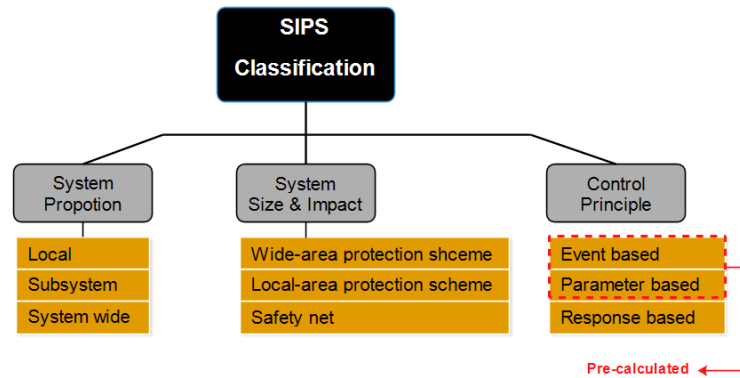 SIPS
Classification
System
Propotion
Local
Subsystem
System wide
System
Size & Impact
Wide-area protection shceme
Local-area protection scheme
Safety net
Control
Principle
Event based
Parameter based
Response based
Pre-calculated